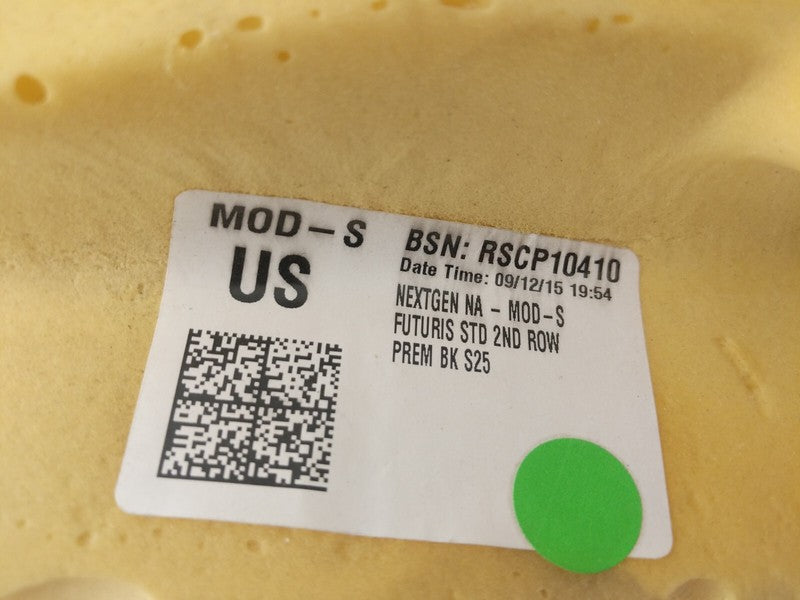 MOD-S
US
BSN: RSCP10410
Date Time: 09/12/15 19:54
NEXTGEN NA - MOD-S
FUTURIS STD 2ND ROW
PREM BK S25